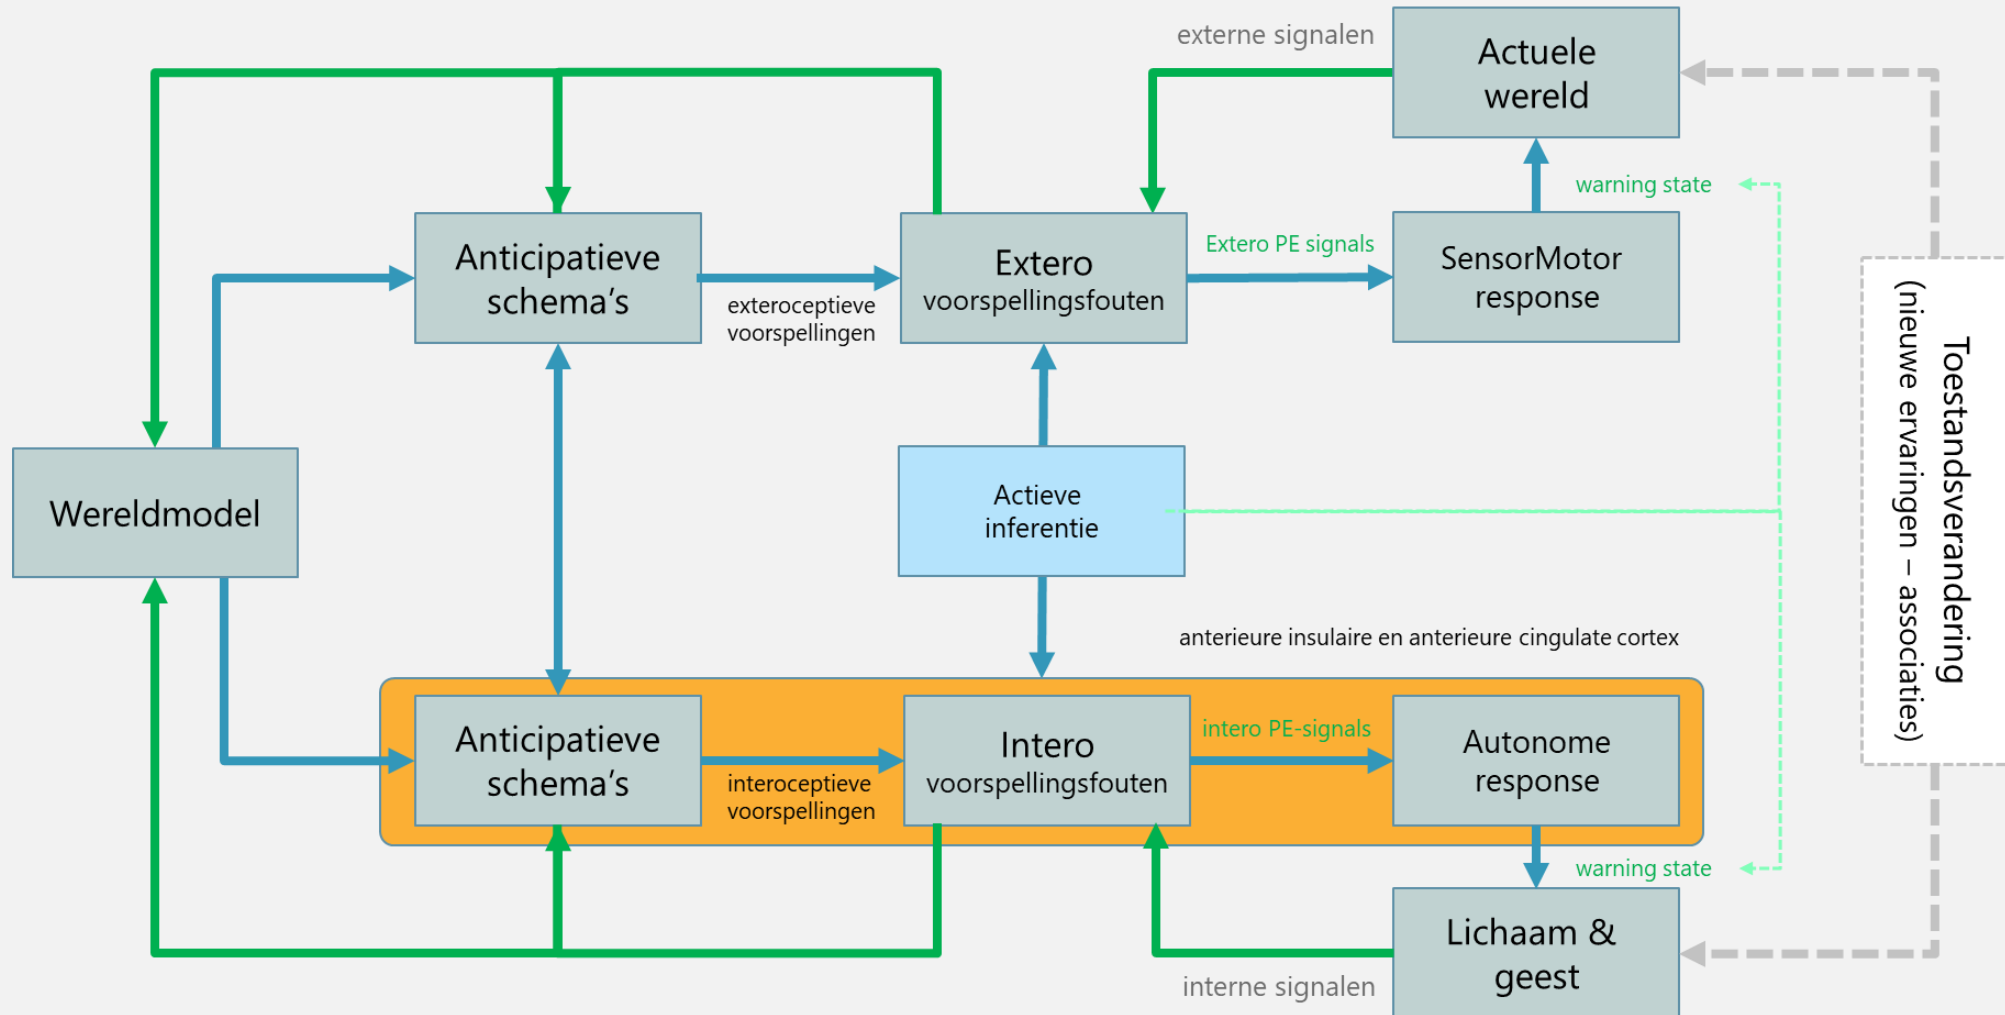 externe signalen
Actuele
wereld
warning state
Anticipatieve
schema's
exteroceptieve
voorspellingen
Extero
voorspellingsfouten
Extero PE signals
SensorMotor
response
Toestandsverandering
(nieuwe ervaringen – associaties)
Wereldmodel
Actieve
inferentie
anterieure insulaire en anterieure cingulate cortex
Anticipatieve
schema's
interoceptieve
voorspellingen
Intero
voorspellingsfouten
intero PE-signals
Autonome
response
warning state
Lichaam &
geest
interne signalen